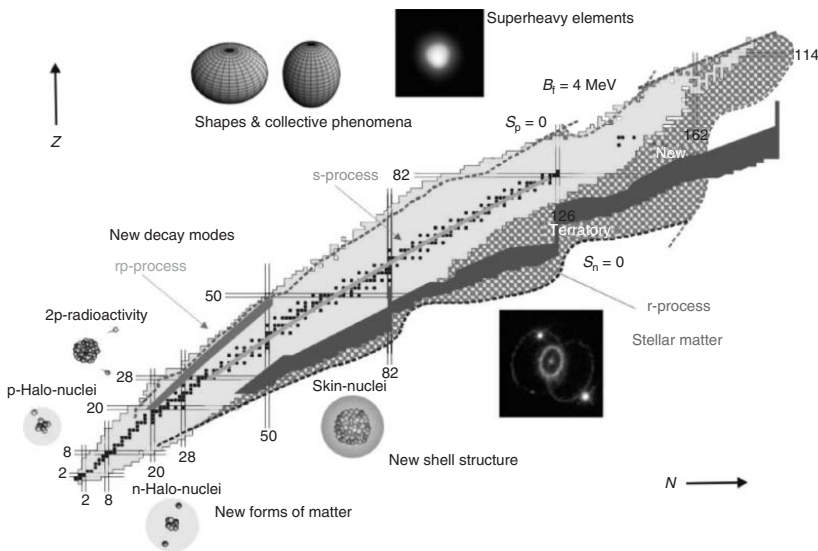 Superheavy elements
114
B_f = 4 MeV
Z
Shapes & collective phenomena
S_p = 0
162
New
s-process
82
126
Terratory
New decay modes
S_n = 0
rp-process
50
r-process
2p-radioactivity
Stellar matter
28
82
p-Halo-nuclei
20
Skin-nuclei
50
8
28
New shell structure
2
20
N
2
8
n-Halo-nuclei
New forms of matter